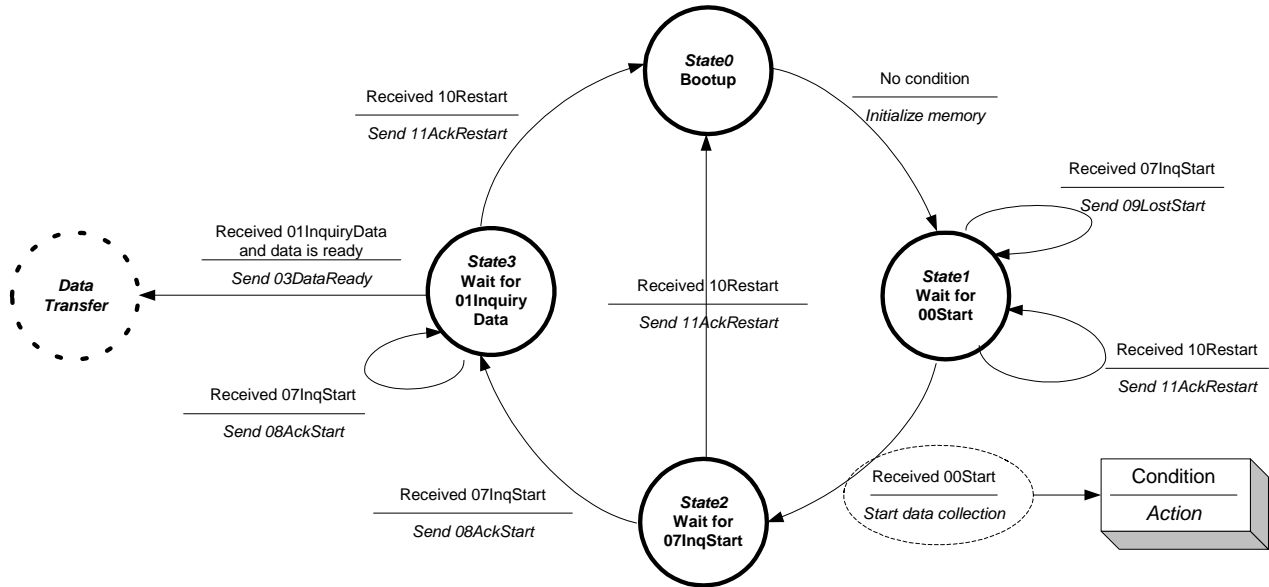 State0
Bootup
No condition
Initialize memory
Received 10Restart
Send 11AckRestart
Received 07InqStart
Send 09LostStart
Received 01InquiryData
and data is ready
Send 03DataReady
Data
Transfer
State3
Wait for
01Inquiry
Data
Received 10Restart
Send 11AckRestart
State1
Wait for
00Start
Received 10Restart
Send 11AckRestart
Received 07InqStart
Send 08AckStart
Received 07InqStart
Send 08AckStart
State2
Wait for
07InqStart
Received 00Start
Start data collection
Condition
Action